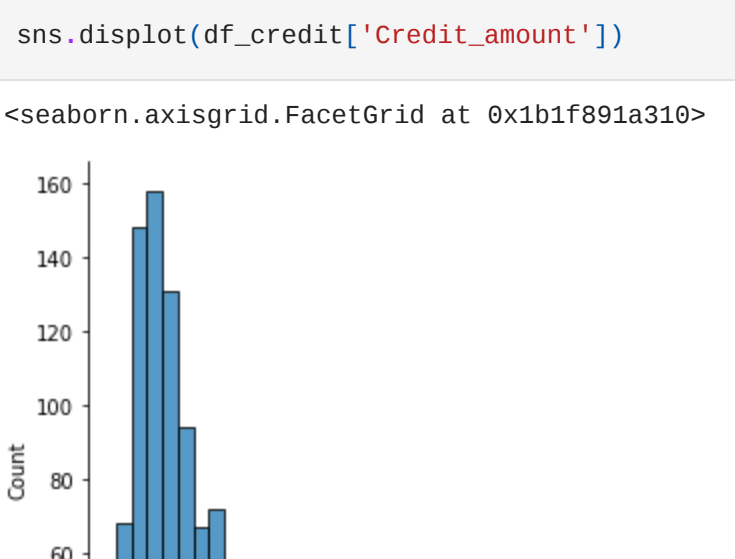 sns.displot(df_credit['Credit_amount'])
<seaborn.axisgrid.FacetGrid at 0x1b1f891a310>
160
140
120
100
Count
80
60